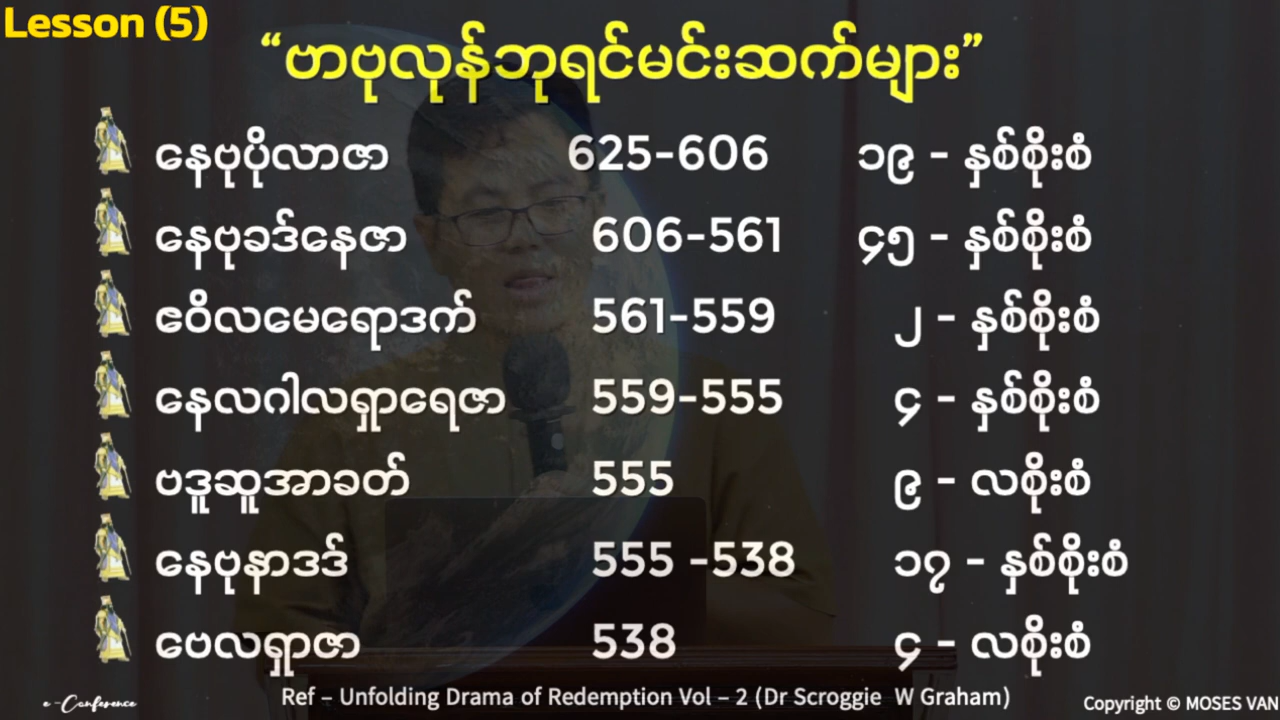 Lesson (5)
“ဗာဗုလုန်ဘုရင်မင်းဆက်များ”
နေဗုပိုလာဇာ 625-606 ၁၉ - နှစ်စိုးစံ
နေဗုခဒ်နေဇာ 606-561 ၄၅ - နှစ်စိုးစံ
ဧဝိလမေရောဒက် 561-559 ၂ - နှစ်စိုးစံ
နေလဂါလရှာရေဇာ 559-555 ၄ - နှစ်စိုးစံ
ဗဒူဆူအာခတ် 555 ၉ - လစိုးစံ
နေဗုနာဒဒ် 555 -538 ၁၇ - နှစ်စိုးစံ
ဗေလရှာဇာ 538 ၄ - လစိုးစံ
e-Conference
Ref – Unfolding Drama of Redemption Vol – 2 (Dr Scroggie W Graham)
Copyright © MOSES VAN